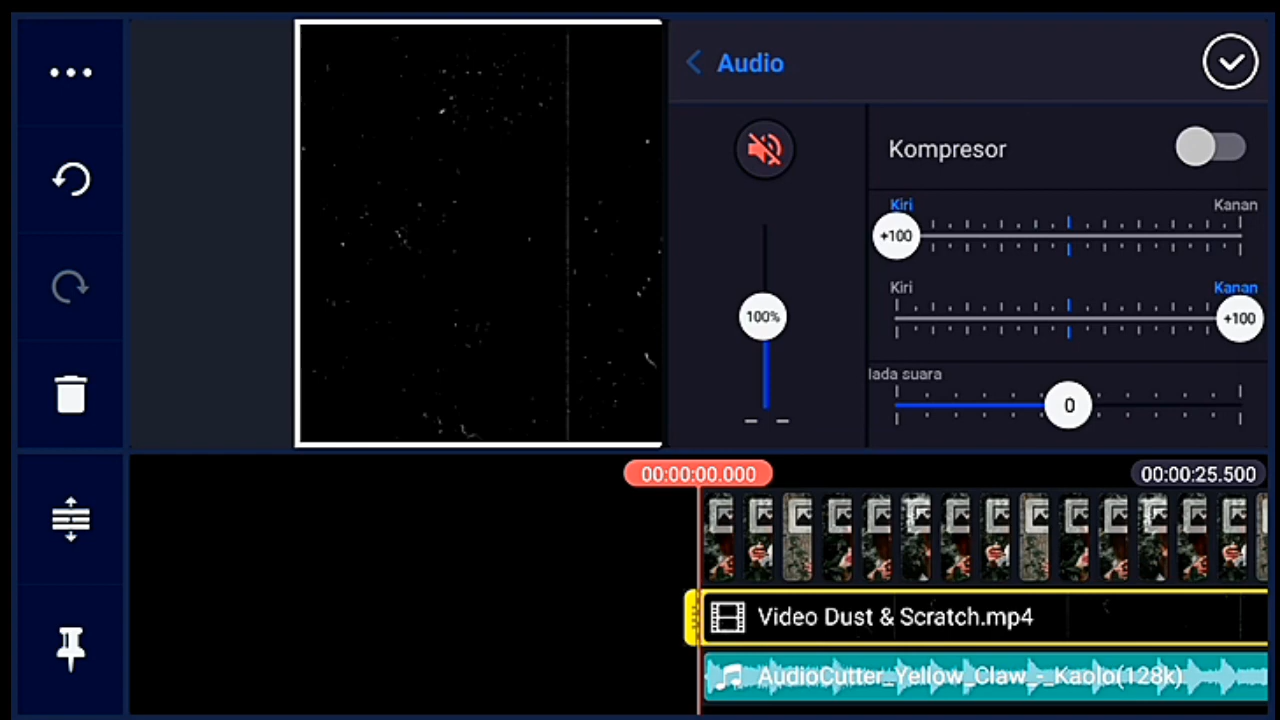 Audio
Kompresor
Kiri
Kanan
+100
Kiri
Kanan
+100
100%
lada suara
0
00:00:00.000
00:00:25.500
Video Dust & Scratch.mp4
AudioCutter_Yellow_Claw_-_Kaolo(128k)